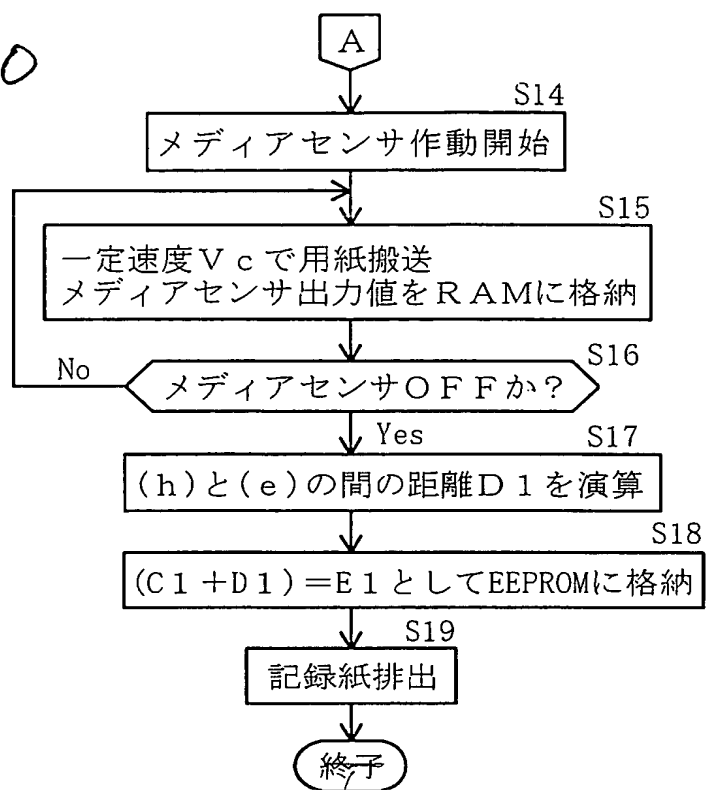 A
S14
メディアセンサ作動開始
S15
一定速度Ｖｃで用紙搬送
メディアセンサ出力値をＲＡＭに格納
S16
No
メディアセンサＯＦＦか？
Yes
S17
(h)と(e)の間の距離Ｄ１を演算
S18
(Ｃ１＋D１)＝E１としてEEPROMに格納
S19
記録紙排出
終了